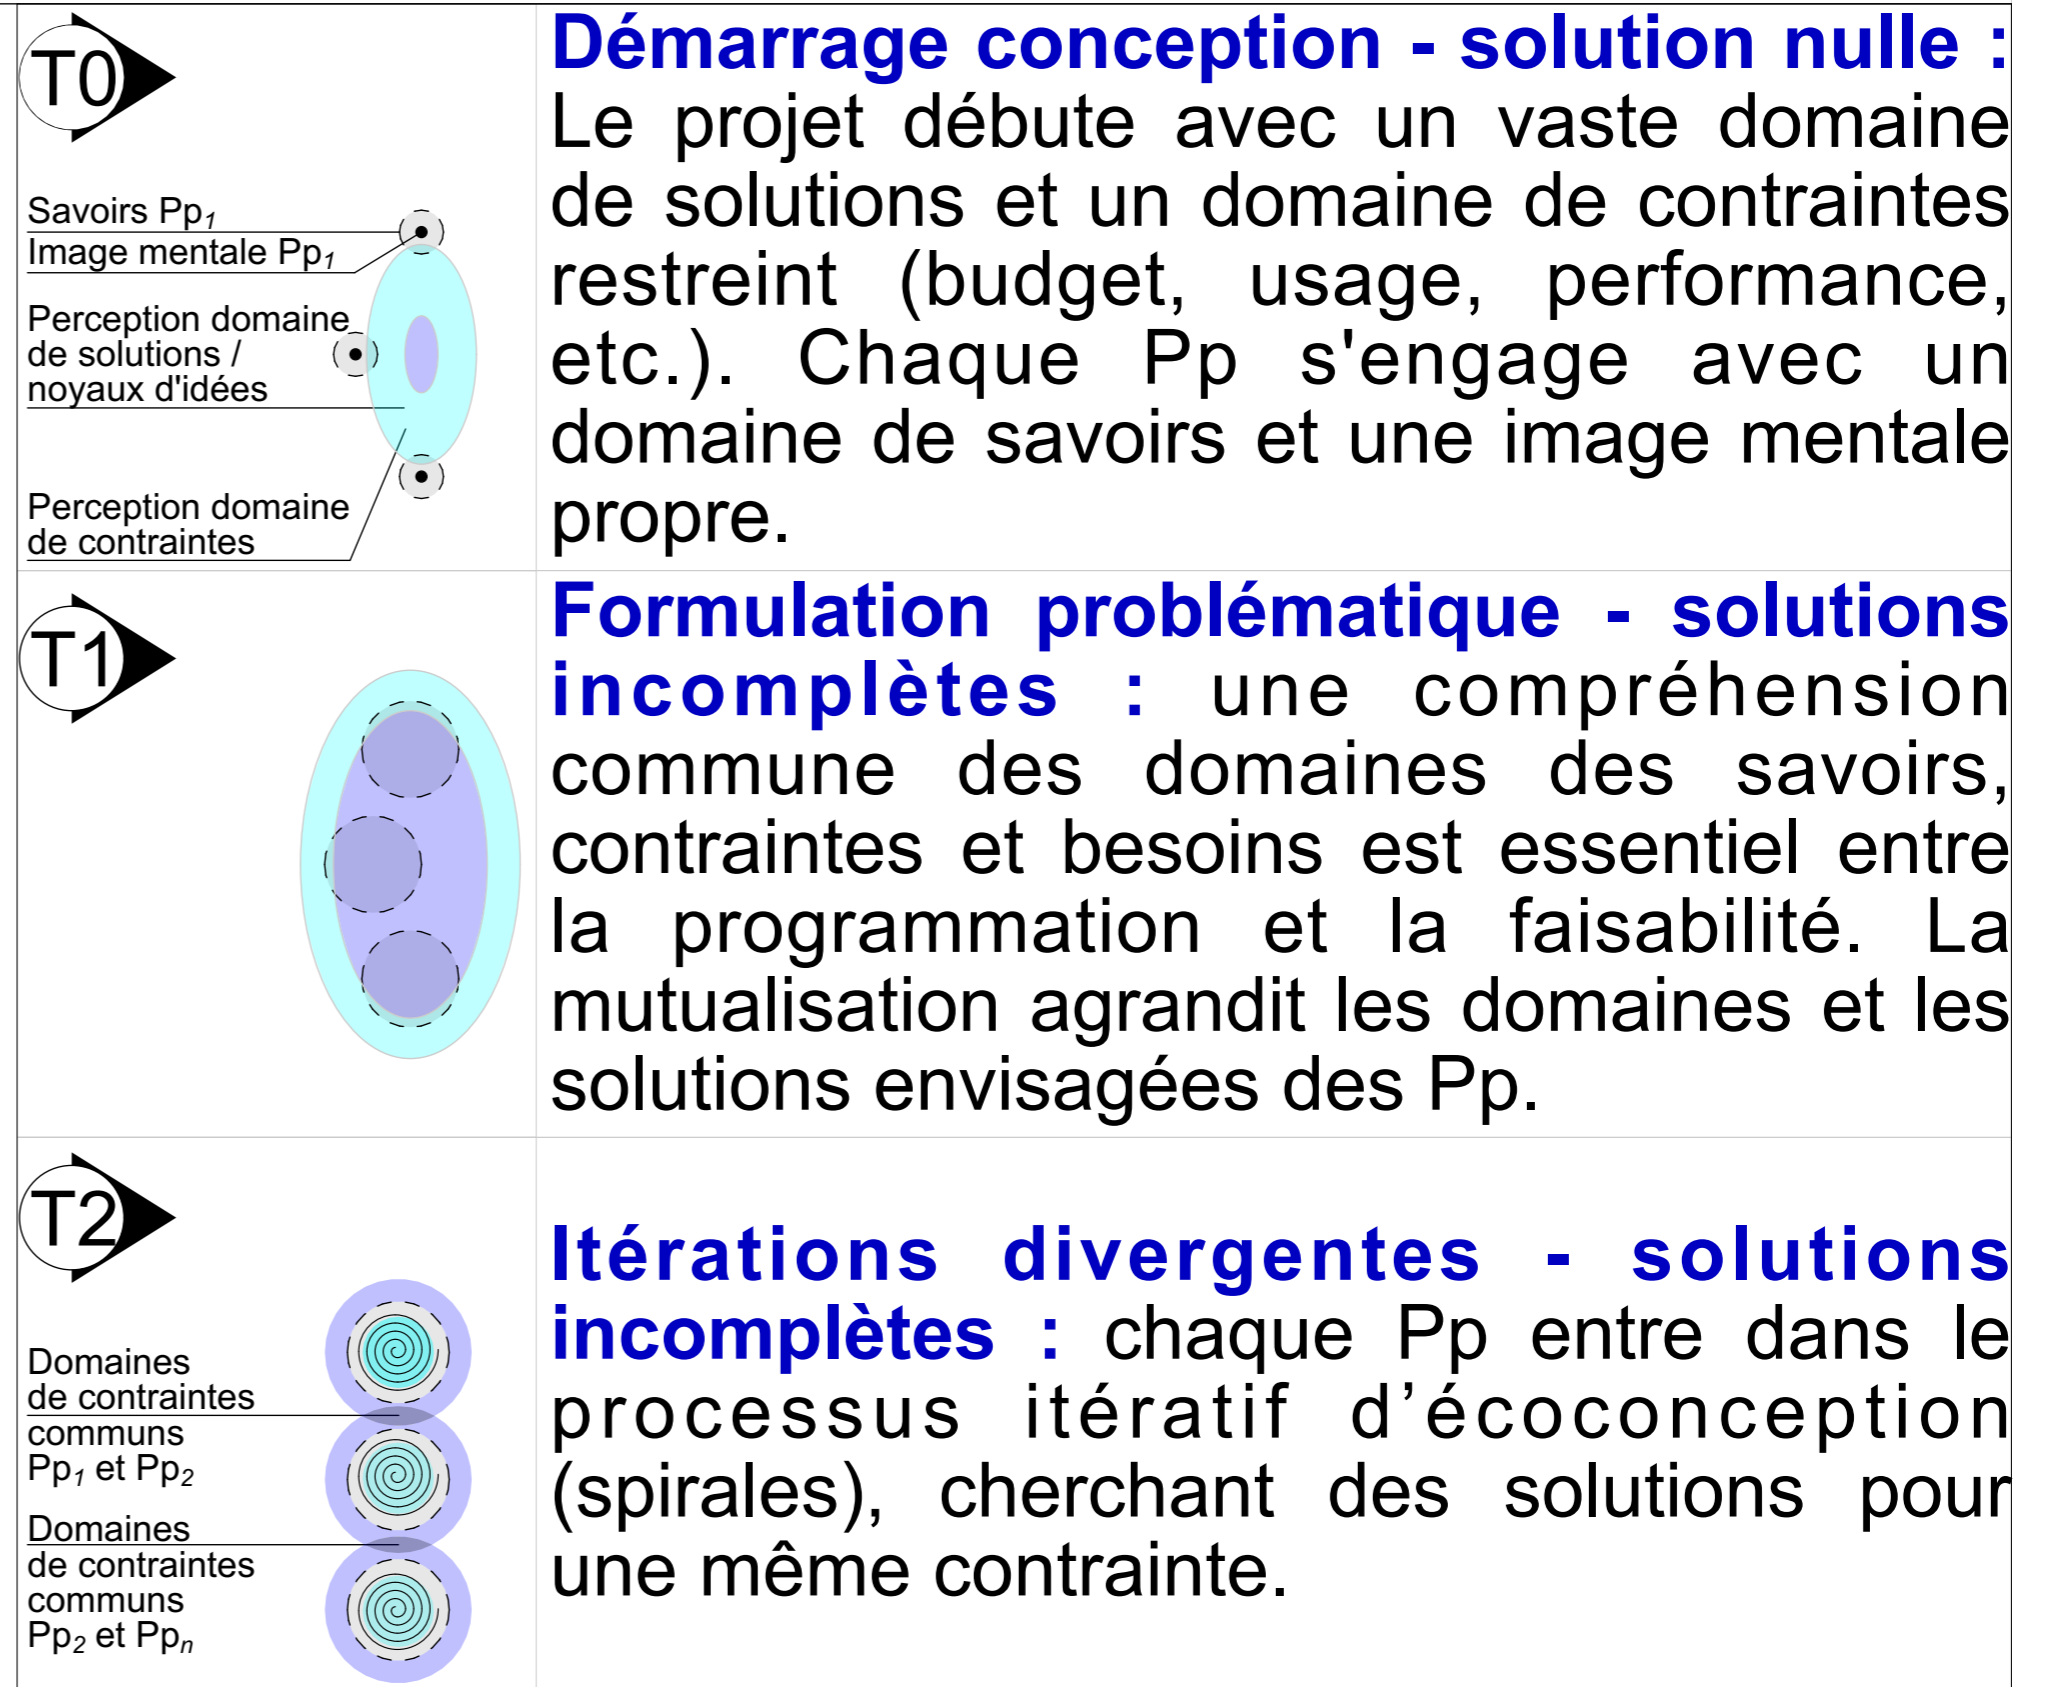 T0
Savoirs Pp1
Image mentale Pp1
Perception domaine
de solutions /
noyaux d'idées
Perception domaine
de contraintes
Démarrage conception - solution nulle :
Le projet débute avec un vaste domaine
de solutions et un domaine de contraintes
restreint (budget, usage, performance,
etc.). Chaque Pp s'engage avec un
domaine de savoirs et une image mentale
propre.
T1
Formulation problématique - solutions
incomplètes : une compréhension
commune des domaines des savoirs,
contraintes et besoins est essentiel entre
la programmation et la faisabilité. La
mutualisation agrandit les domaines et les
solutions envisagées des Pp.
T2
Domaines
de contraintes
communs
Pp1 et Pp2
Domaines
de contraintes
communs
Pp2 et Ppn
Itérations divergentes - solutions
incomplètes : chaque Pp entre dans le
processus itératif d’écoconception
(spirales), cherchant des solutions pour
une même contrainte.